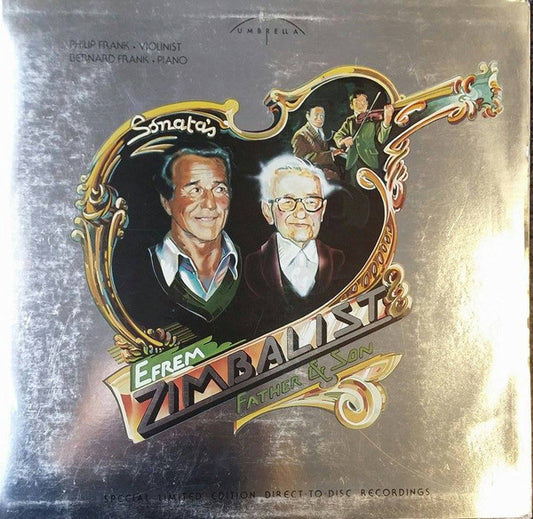 UMBRELLA
PHILIP FRANK • VIOLINIST
BERNARD FRANK • PIANO
Sonata's
EFREM
ZIMBALIST
FATHER & SON
SPECIAL LIMITED EDITION DIRECT-TO-DISC RECORDINGS